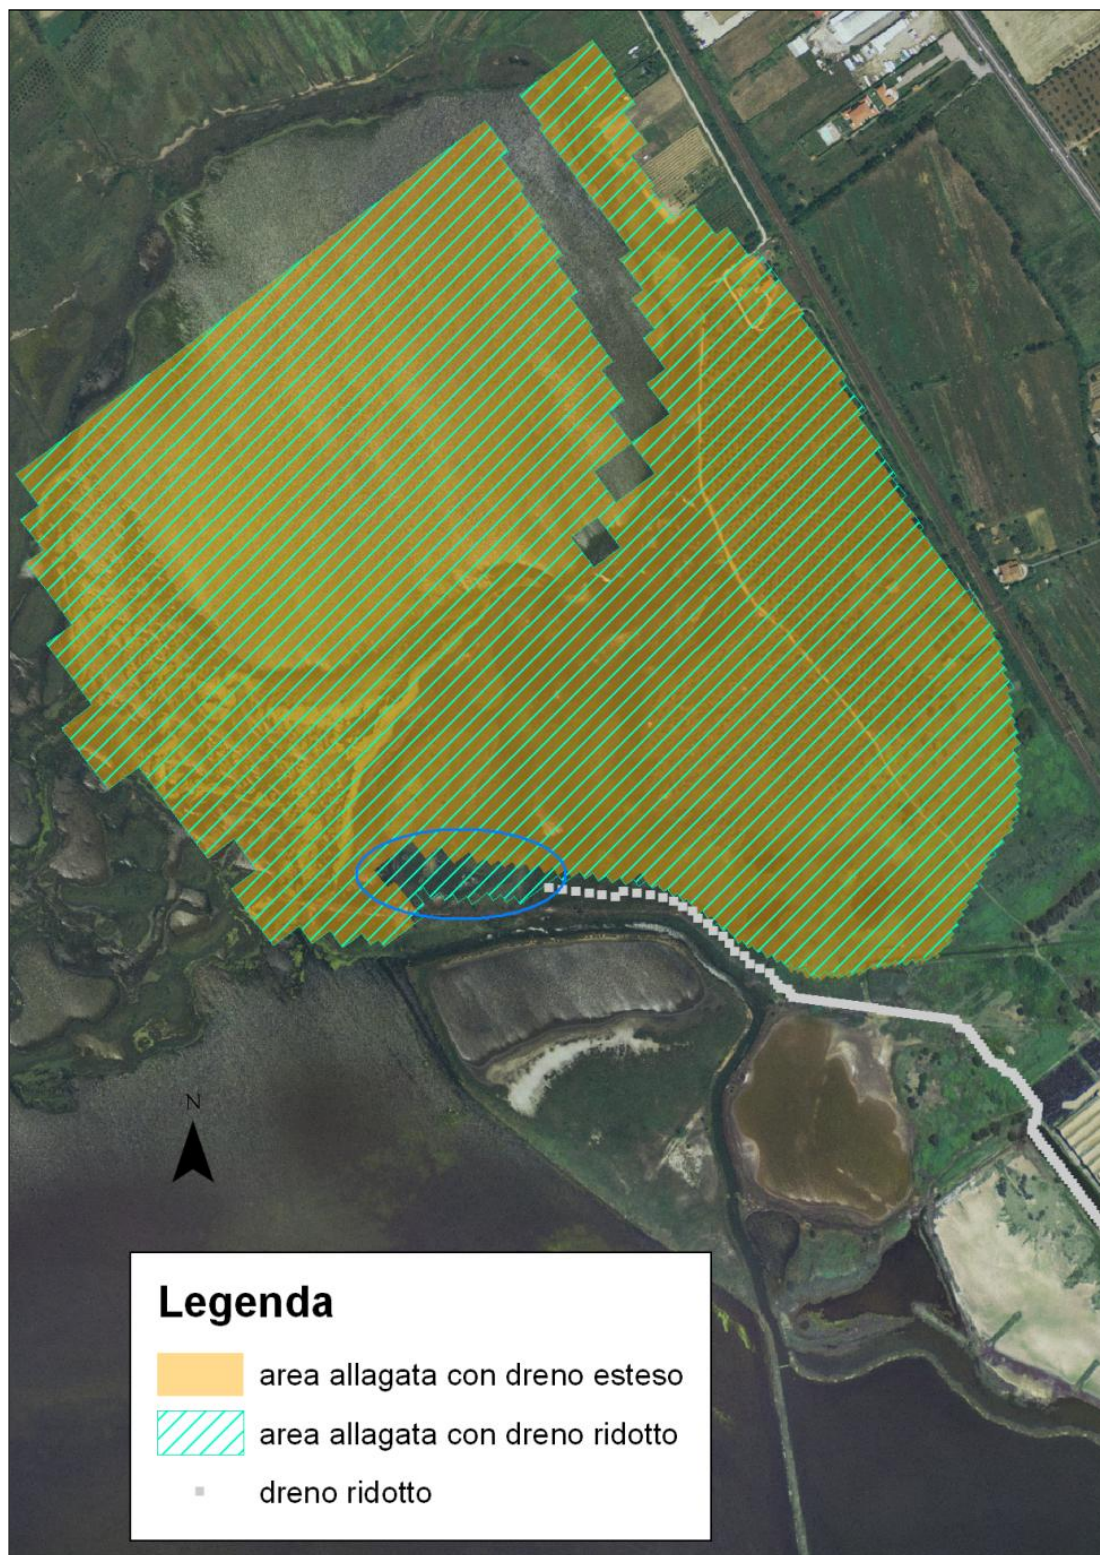 N
Legenda
area allagata con dreno esteso
area allagata con dreno ridotto
dreno ridotto